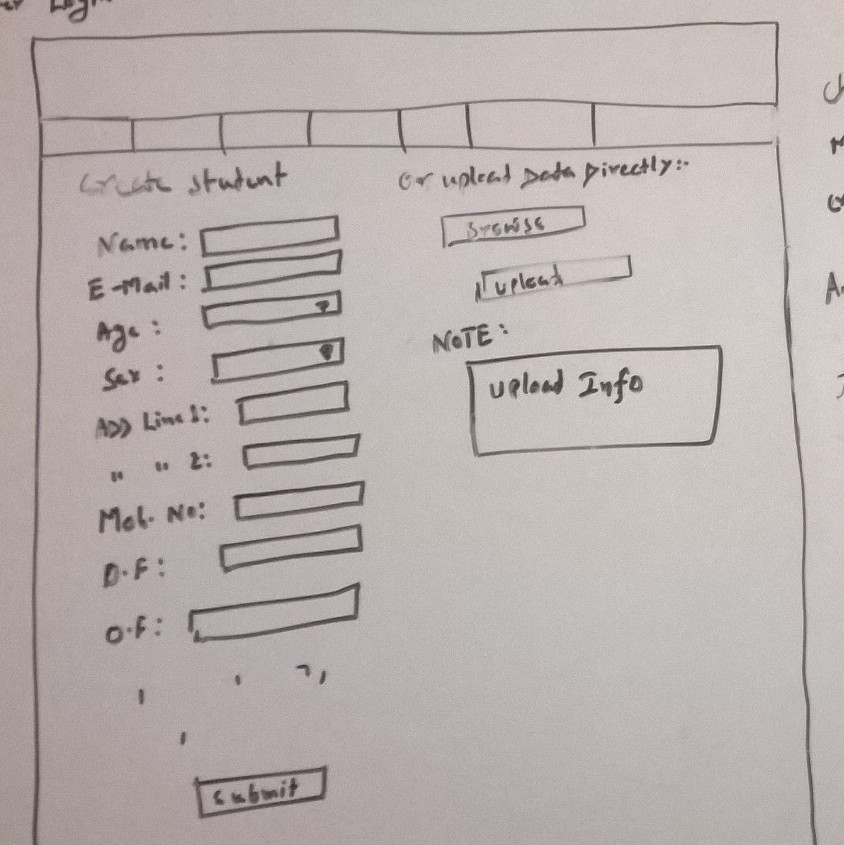 Login
Create Student
Name:
E-Mail:
Age:
Sex:
ADD Line 1:
" " 2:
Mob. No:
D.F:
O.F:
submit
Or upload Data Directly:-
Browse
upload
NOTE:
Upload Info